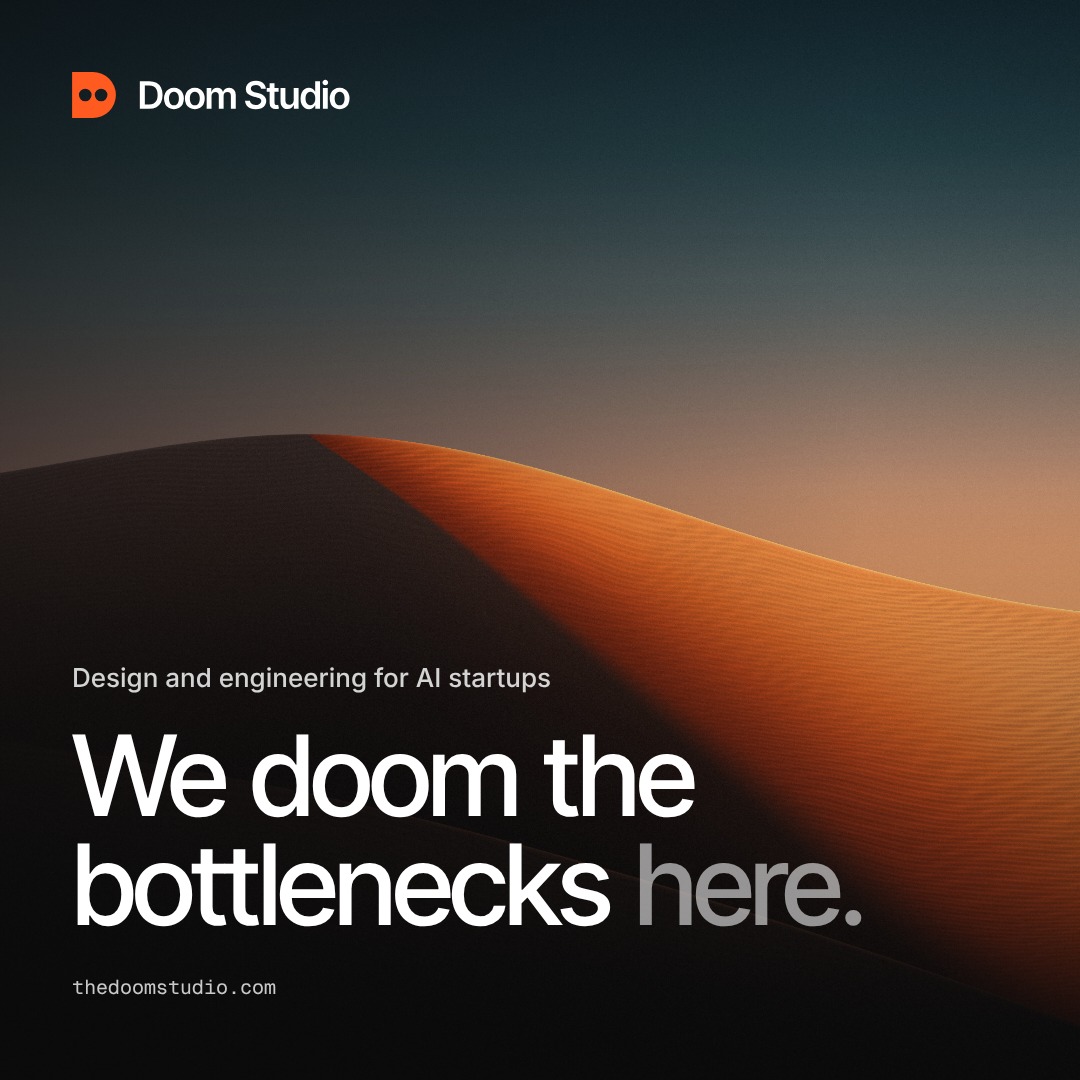 Doom Studio
Design and engineering for AI startups
We doom the
bottlenecks here.
thedoomstudio.com